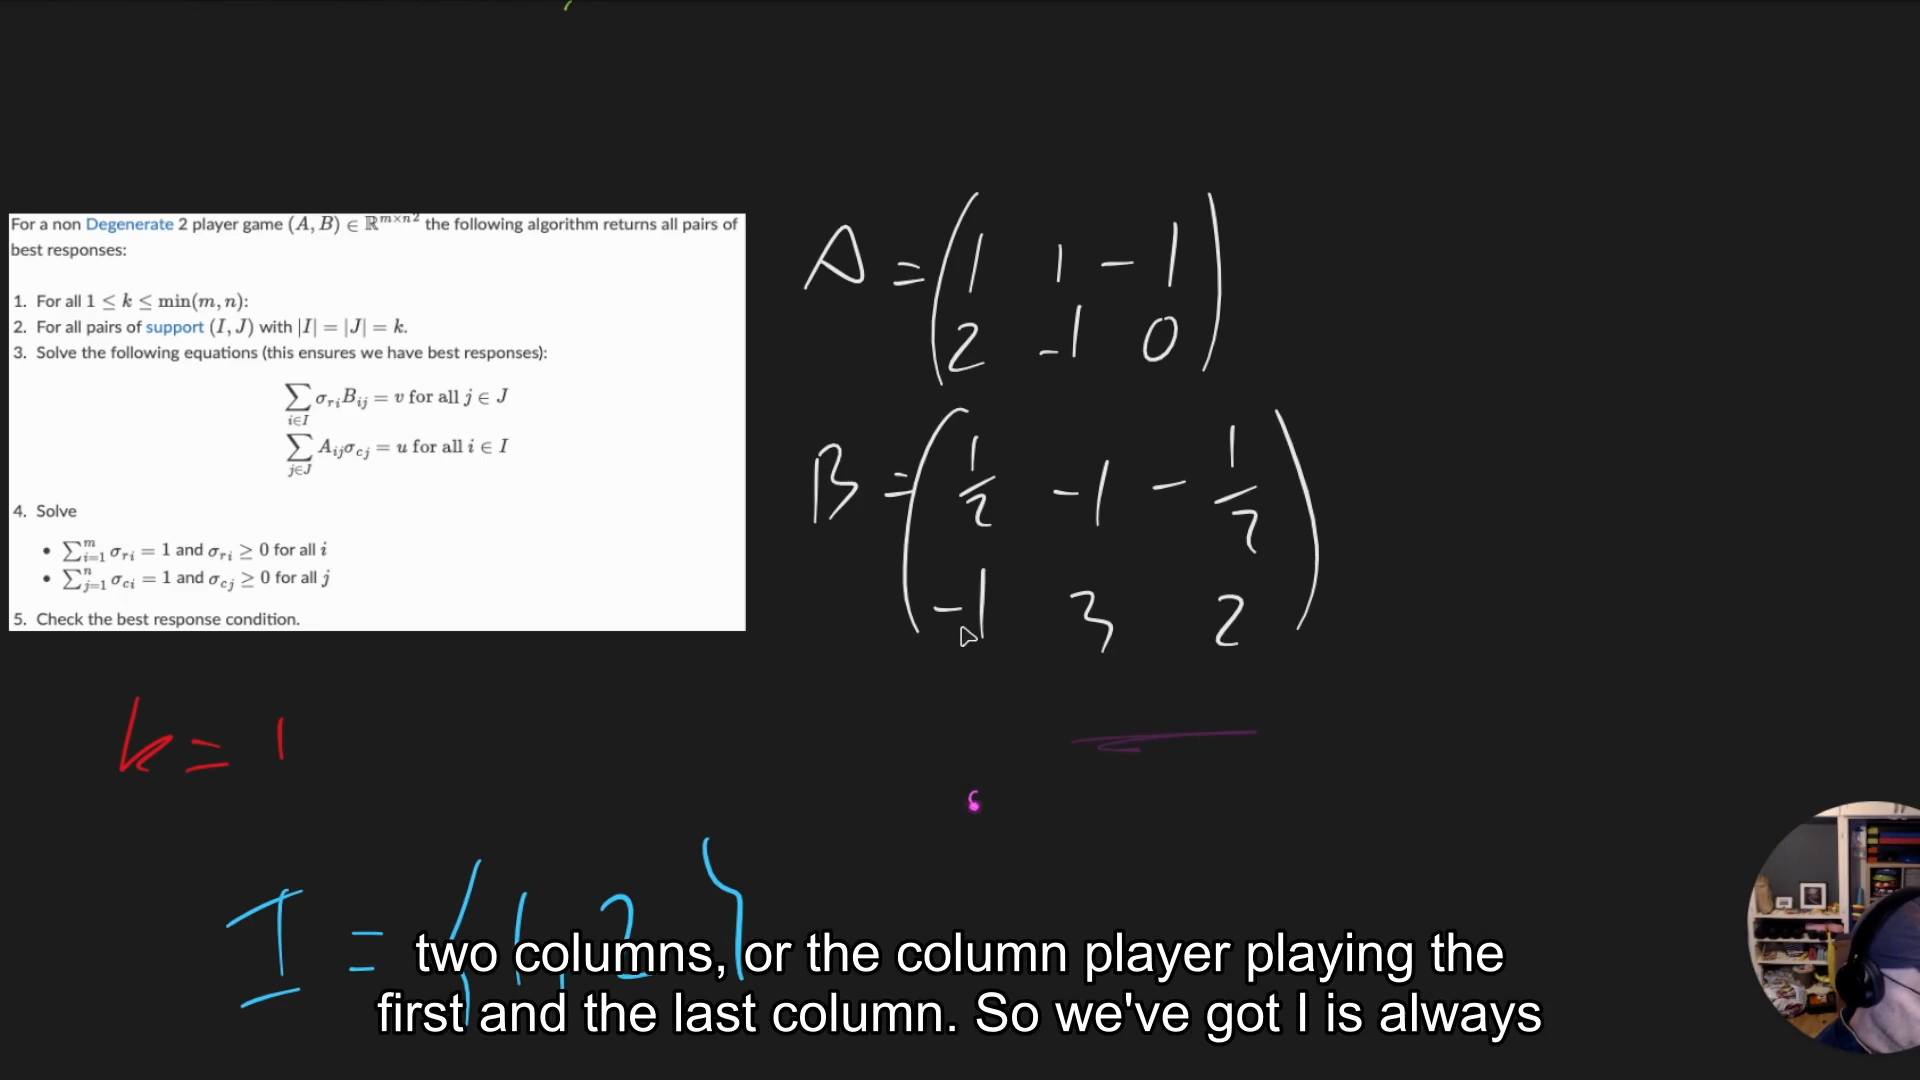 For a non Degenerate 2 player game (A, B) ∈ ℝ^{m×n^2} the following algorithm returns all pairs of
best responses:
1. For all 1 ≤ k ≤ min(m, n):
2. For all pairs of support (I, J) with |I| = |J| = k.
3. Solve the following equations (this ensures we have best responses):
∑_{i∈I} σ_{ri}B_{ij} = v for all j ∈ J
∑_{j∈J} A_{ij}σ_{cj} = u for all i ∈ I
4. Solve
• ∑_{i=1}^{m} σ_{ri} = 1 and σ_{ri} ≥ 0 for all i
• ∑_{j=1}^{n} σ_{ci} = 1 and σ_{cj} ≥ 0 for all j
5. Check the best response condition.
A = ( 1 1 -1
2 -1 0 )
B = ( 1/2 -1 -1/2
-1 3 2 )
k = 1
I = {1, 2}
two columns, or the column player playing the
first and the last column. So we've got I is always